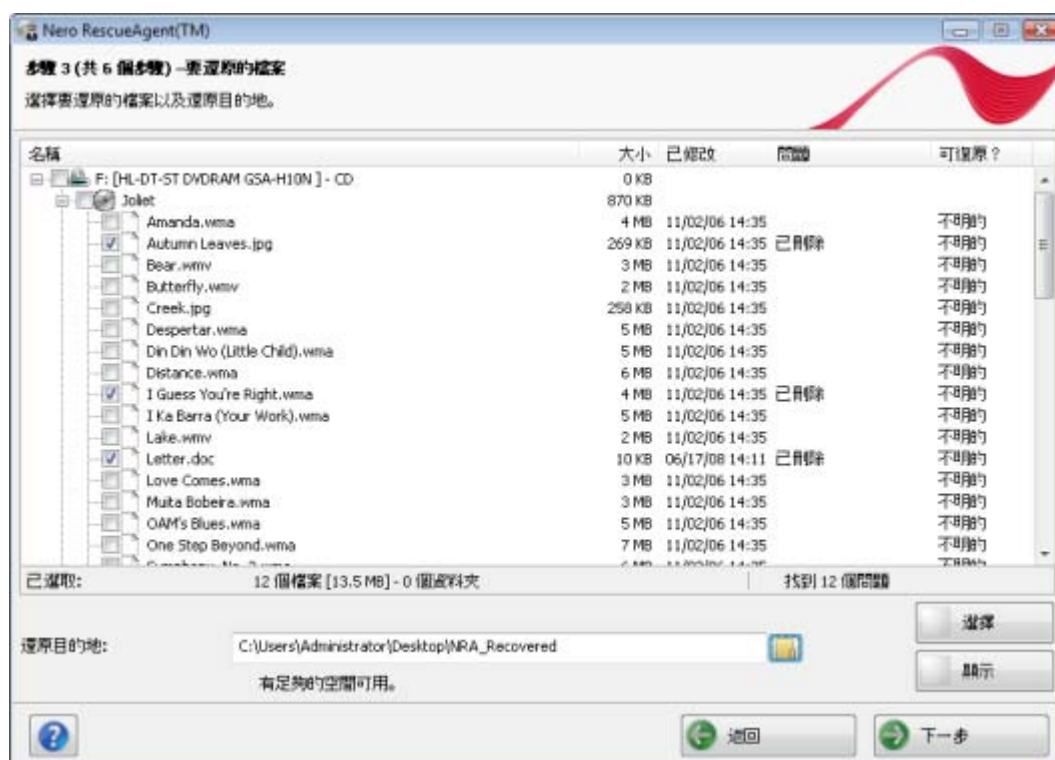 Nero RescueAgent(TM)
步驟 3 (共 6 個步驟) –要還原的檔案
選擇要還原的檔案以及還原目的地。
名稱 大小 已修改 問題 可復原？
F: [HL-DT-ST DVDRAM GSA-H10N ] - CD 0 KB
Joliet 870 KB
Amanda.wma 4 MB 11/02/06 14:35 不明的
Autumn Leaves.jpg 269 KB 11/02/06 14:35 已刪除 不明的
Bear.wmv 3 MB 11/02/06 14:35 不明的
Butterfly.wmv 2 MB 11/02/06 14:35 不明的
Creek.jpg 258 KB 11/02/06 14:35 不明的
Despertar.wma 5 MB 11/02/06 14:35 不明的
Din Din Wo (Little Child).wma 5 MB 11/02/06 14:35 不明的
Distance.wma 6 MB 11/02/06 14:35 不明的
I Guess You're Right.wma 4 MB 11/02/06 14:35 已刪除 不明的
I Ka Barra (Your Work).wma 5 MB 11/02/06 14:35 不明的
Lake.wmv 2 MB 11/02/06 14:35 不明的
Letter.doc 10 KB 06/17/08 14:11 已刪除 不明的
Love Comes.wma 3 MB 11/02/06 14:35 不明的
Muita Bobeira.wma 3 MB 11/02/06 14:35 不明的
OAM's Blues.wma 5 MB 11/02/06 14:35 不明的
One Step Beyond.wma 7 MB 11/02/06 14:35 不明的
已選取: 12 個檔案 [13.5 MB] - 0 個資料夾 找到 12 個問題
選擇
還原目的地: C:\Users\Administrator\Desktop\NRA_Recovered
有足夠的空間可用。
顯示
返回 下一步